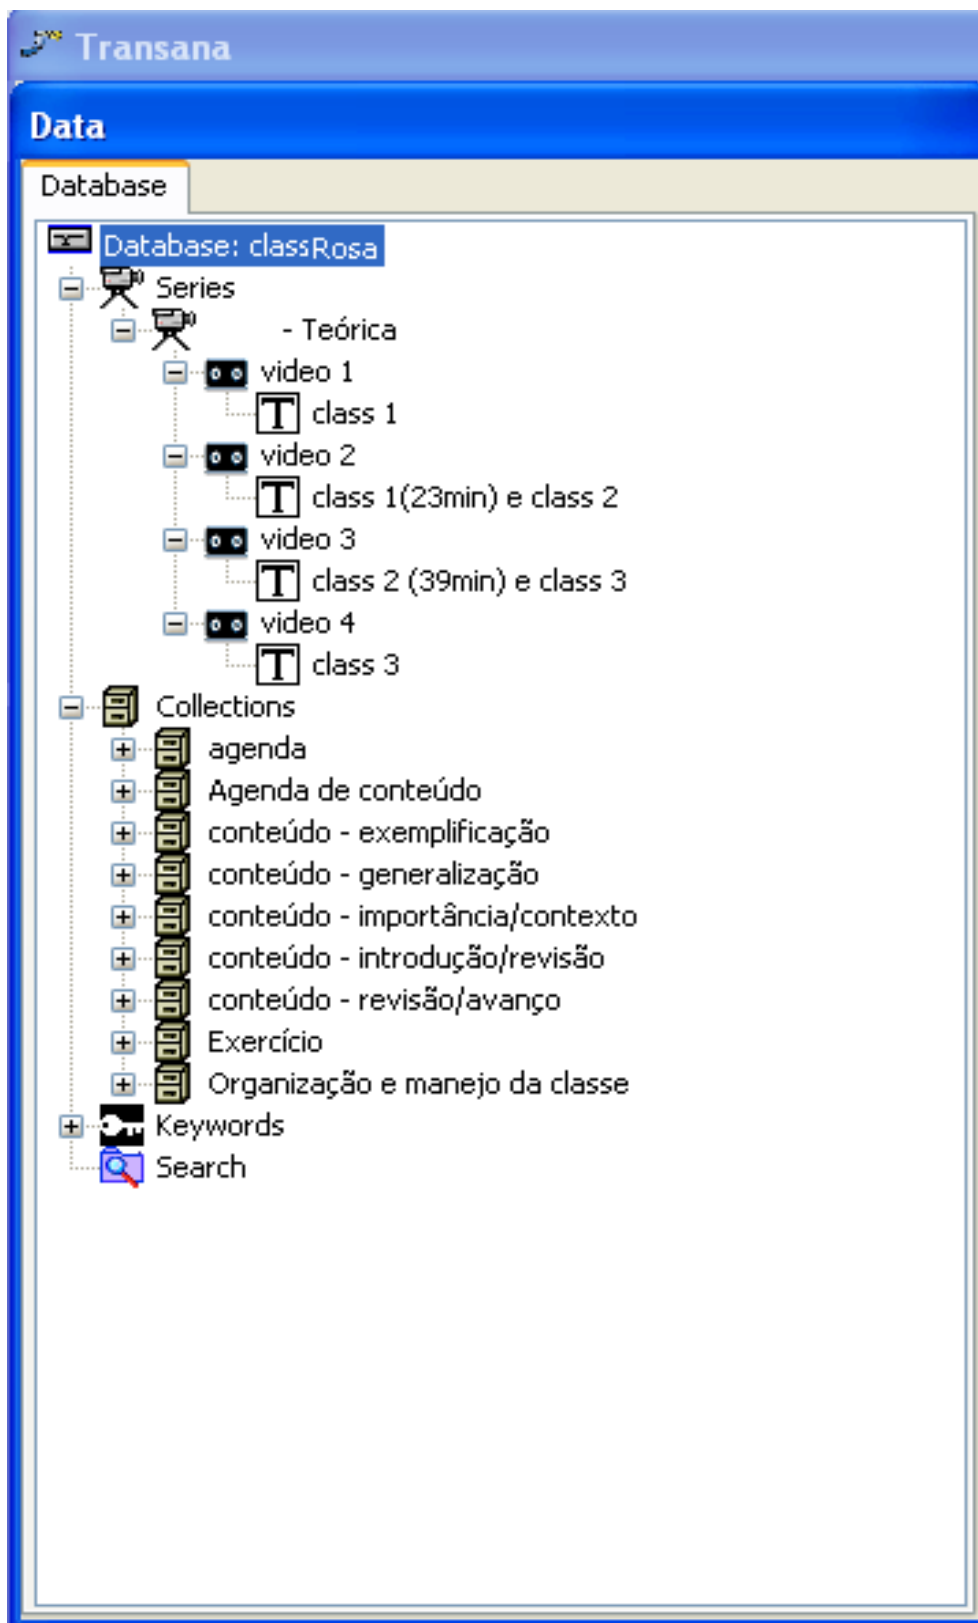 Transana
Data
Database
Database: classRosa
Series
- Teórica
video 1
T class 1
video 2
T class 1(23min) e class 2
video 3
T class 2 (39min) e class 3
video 4
T class 3
Collections
agenda
Agenda de conteúdo
conteúdo - exemplificação
conteúdo - generalização
conteúdo - importância/contexto
conteúdo - introdução/revisão
conteúdo - revisão/avanço
Exercício
Organização e manejo da classe
Keywords
Search